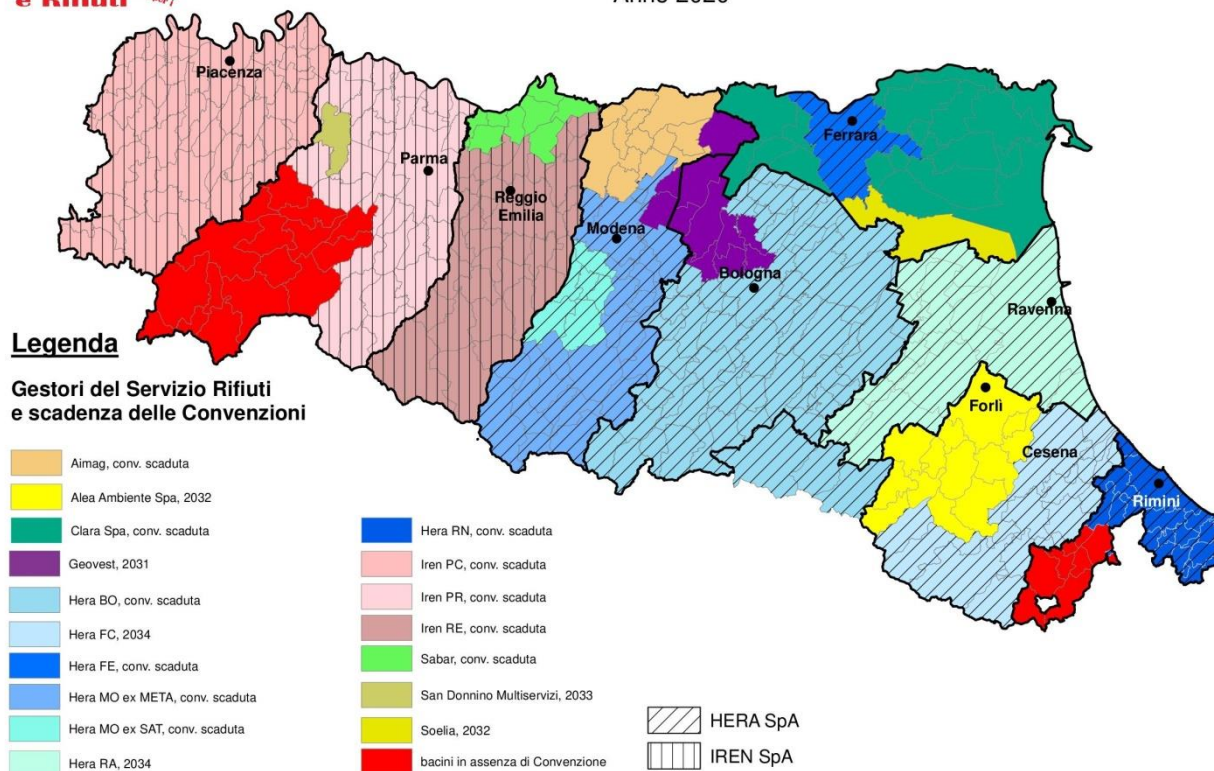 e Rifiuti
Piacenza
Parma
Reggio
Emilia
Modena
Bologna
Ferrara
Ravenna
Forlì
Cesena
Rimini
Legenda
Gestori del Servizio Rifiuti
e scadenza delle Convenzioni
Aimag, conv. scaduta
Alea Ambiente Spa, 2032
Clara Spa, conv. scaduta
Geovest, 2031
Hera BO, conv. scaduta
Hera FC, 2034
Hera FE, conv. scaduta
Hera MO ex META, conv. scaduta
Hera MO ex SAT, conv. scaduta
Hera RA, 2034
Hera RN, conv. scaduta
Iren PC, conv. scaduta
Iren PR, conv. scaduta
Iren RE, conv. scaduta
Sabar, conv. scaduta
San Donnino Multiservizi, 2033
Soelia, 2032
bacini in assenza di Convenzione
HERA SpA
IREN SpA